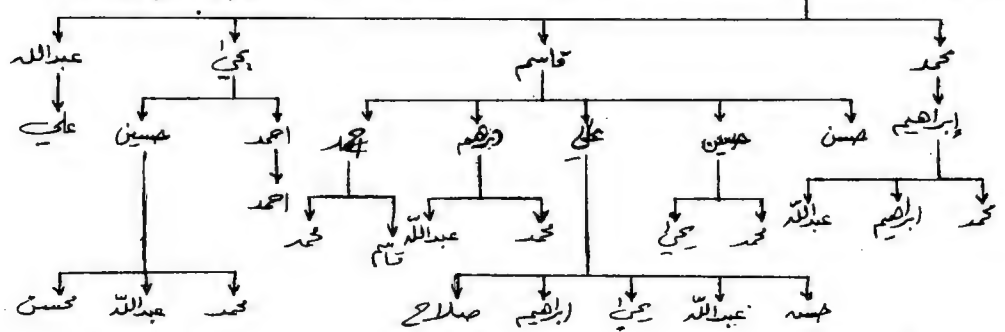 محمد قاسم يحيى عبدالله
إبراهيم حسن حسين علي ابراهيم احمد احمد حسين علي
محمد ابراهيم عبدالله محمد يحيى محمد عبدالله قاسم محمد احمد
حسن عبدالله يحيى ابراهيم صلاح محمد عبدالله محسن